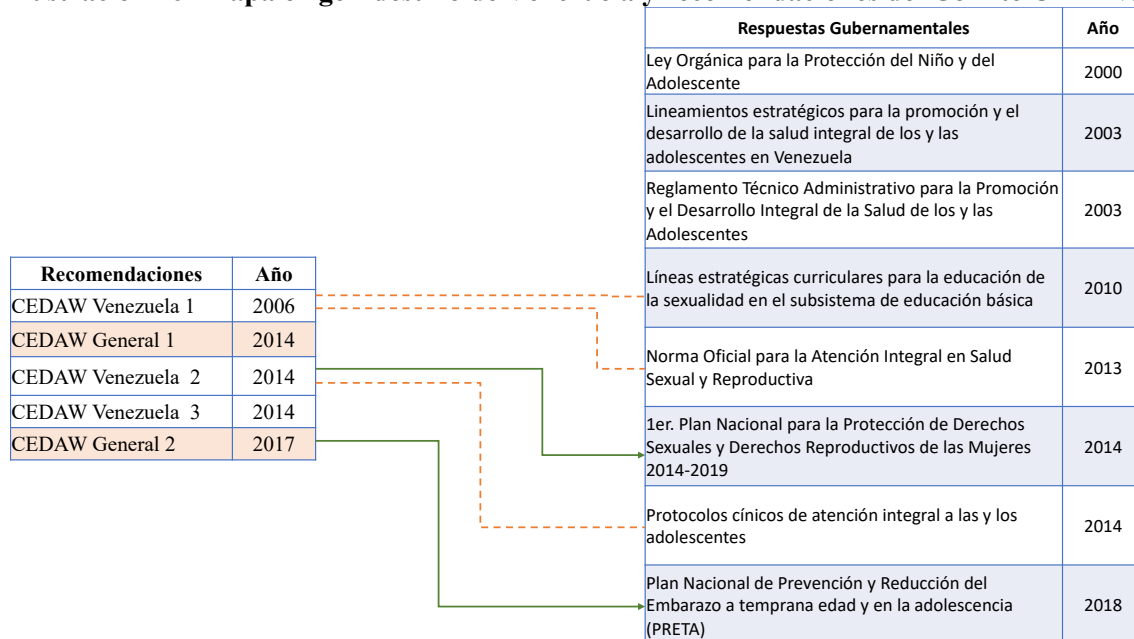 Respuestas Gubernamentales Año
Ley Orgánica para la Protección del Niño y del
Adolescente
2000
Lineamientos estratégicos para la promoción y el
desarrollo de la salud integral de los y las
adolescentes en Venezuela
2003
Reglamento Técnico Administrativo para la Promoción
y el Desarrollo Integral de la Salud de los y las
Adolescentes
2003
Líneas estratégicas curriculares para la educación de
la sexualidad en el subsistema de educación básica
2010
Norma Oficial para la Atención Integral en Salud
Sexual y Reproductiva
2013
1er. Plan Nacional para la Protección de Derechos
Sexuales y Derechos Reproductivos de las Mujeres
2014-2019
2014
Protocolos cínicos de atención integral a las y los
adolescentes
2014
Plan Nacional de Prevención y Reducción del
Embarazo a temprana edad y en la adolescencia
(PRETA)
2018
Recomendaciones Año
CEDAW Venezuela 1 2006
CEDAW General 1 2014
CEDAW Venezuela 2 2014
CEDAW Venezuela 3 2014
CEDAW General 2 2017